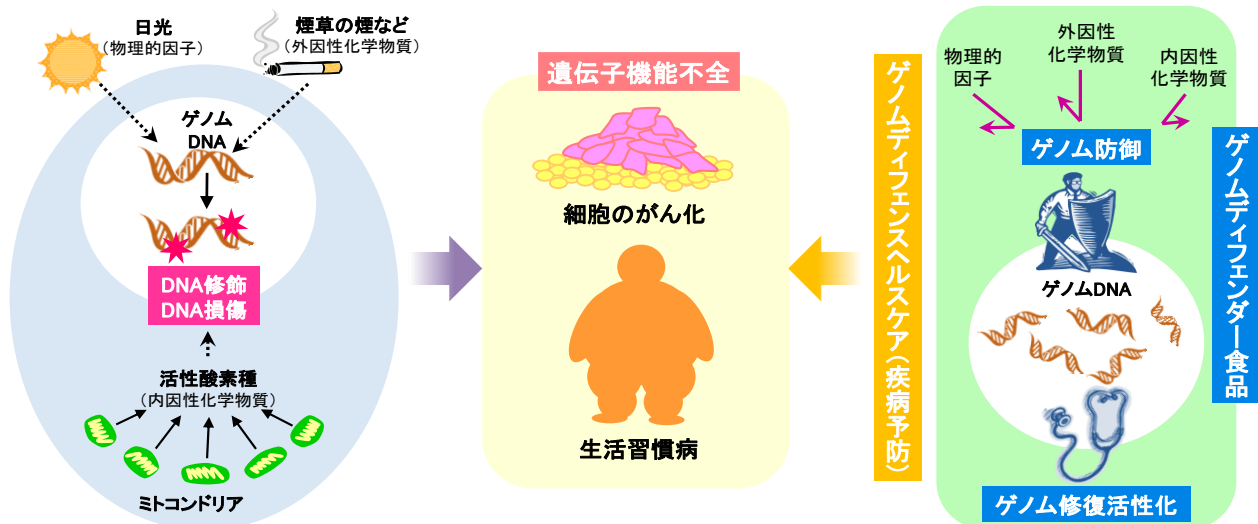 日光
（物理的因子）
煙草の煙など
（外因性化学物質）
ゲノム
DNA
DNA修飾
DNA損傷
活性酸素種
（内因性化学物質）
ミトコンドリア
遺伝子機能不全
細胞のがん化
生活習慣病
ゲノムディフェンスヘルスケア（疾病予防）
物理的
因子
外因性
化学物質
内因性
化学物質
ゲノム防御
ゲノムDNA
ゲノム修復活性化
ゲノムディフェンダー食品